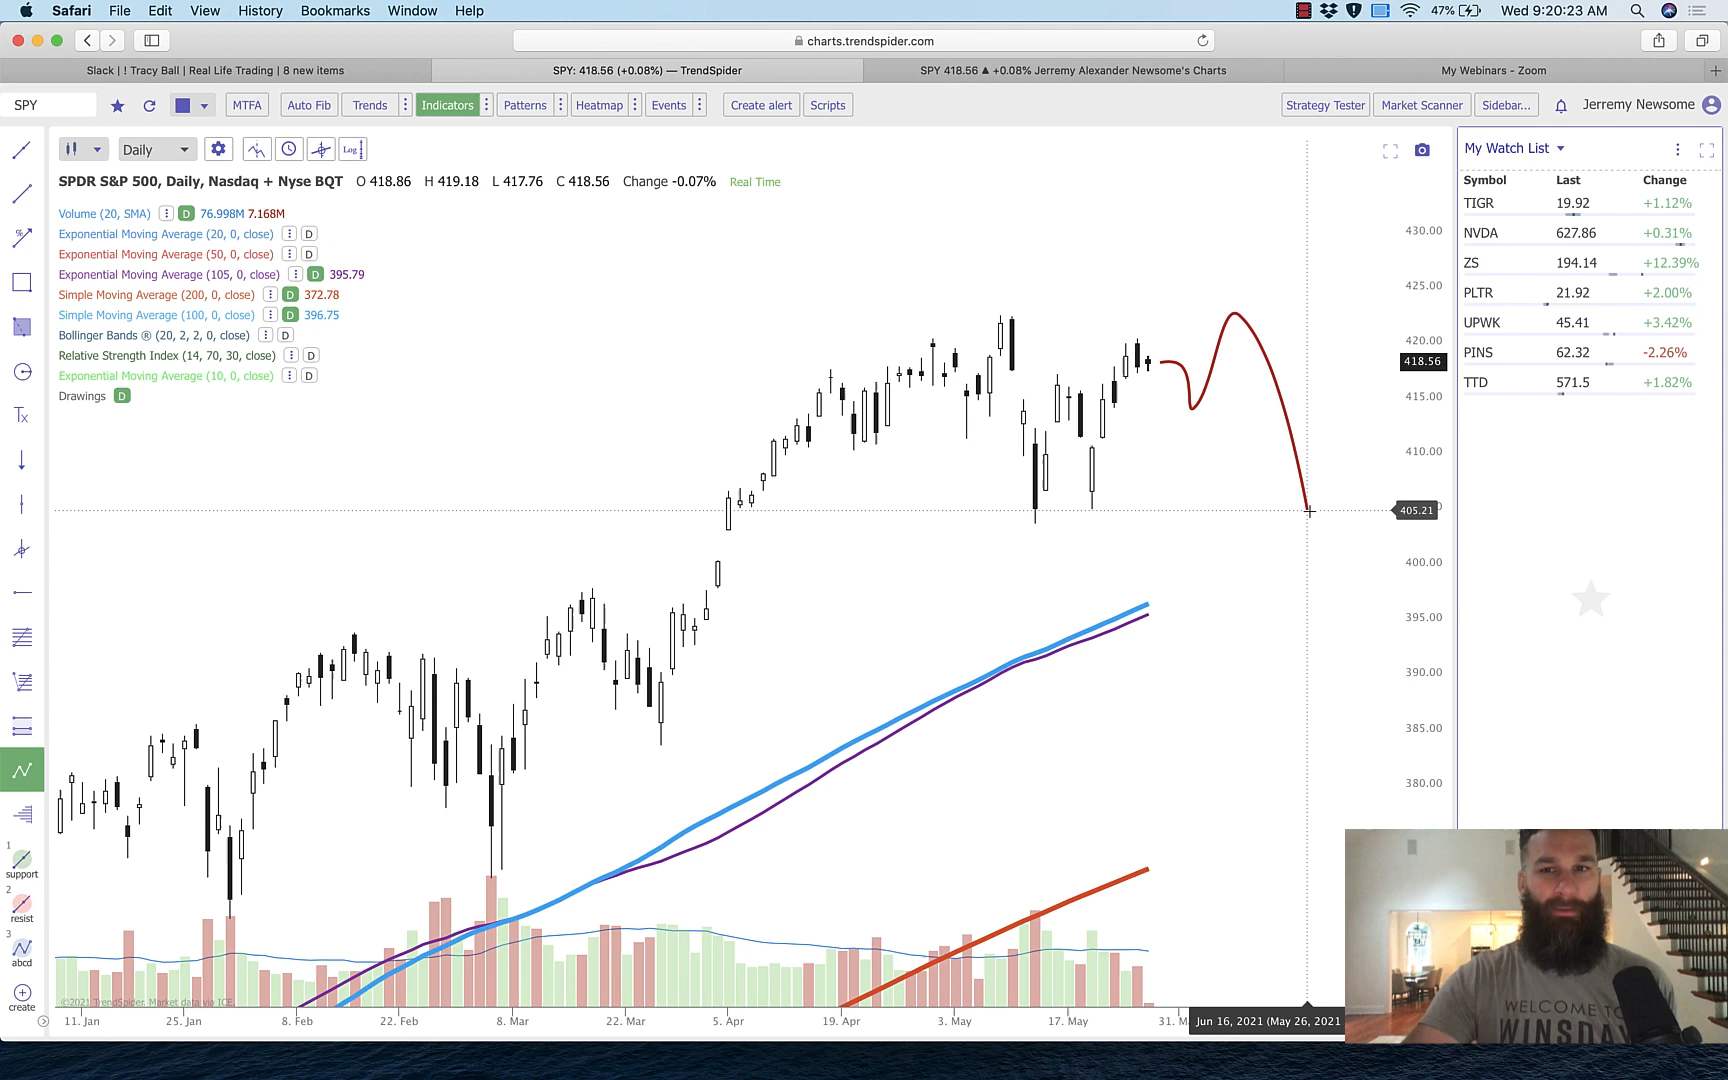 Safari File Edit View History Bookmarks Window Help 47% Wed 9:20:23 AM
charts.trendspider.com
Slack | ! Tracy Ball | Real Life Trading | 8 new items SPY: 418.56 (+0.08%) — TrendSpider SPY 418.56 ▲ +0.08% Jerremy Alexander Newsome's Charts My Webinars - Zoom
SPY MTFA Auto Fib Trends Indicators Patterns Heatmap Events Create alert Scripts Strategy Tester Market Scanner Sidebar... Jerremy Newsome
Daily Log
My Watch List
SPDR S&P 500, Daily, Nasdaq + Nyse BQT O 418.86 H 419.18 L 417.76 C 418.56 Change -0.07% Real Time
Symbol Last Change
TIGR 19.92 +1.12%
NVDA 627.86 +0.31%
ZS 194.14 +12.39%
PLTR 21.92 +2.00%
UPWK 45.41 +3.42%
PINS 62.32 -2.26%
TTD 571.5 +1.82%
Volume (20, SMA) D 76.998M 7.168M
Exponential Moving Average (20, 0, close) D
Exponential Moving Average (50, 0, close) D
Exponential Moving Average (105, 0, close) D 395.79
Simple Moving Average (200, 0, close) D 372.78
Simple Moving Average (100, 0, close) D 396.75
Bollinger Bands ® (20, 2, 2, 0, close) D
Relative Strength Index (14, 70, 30, close) D
Exponential Moving Average (10, 0, close) D
Drawings D
430.00
425.00
420.00
418.56
415.00
410.00
405.21
400.00
395.00
390.00
385.00
380.00
Tx
%
1
support
2
resist
3
abcd
create
©2021 TrendSpider. Market data via ICE.
11. Jan 25. Jan 8. Feb 22. Feb 8. Mar 22. Mar 5. Apr 19. Apr 3. May 17. May 31. M Jun 16, 2021 (May 26, 2021
WELCOME TO
WINSDAY